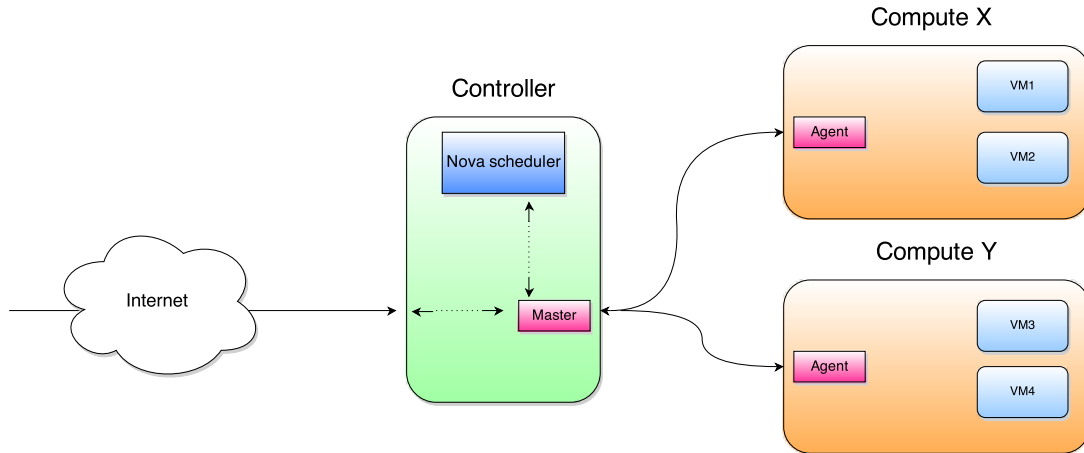 Compute X
Controller
VM1
Nova scheduler
Agent
VM2
Compute Y
Internet
Master
VM3
Agent
VM4